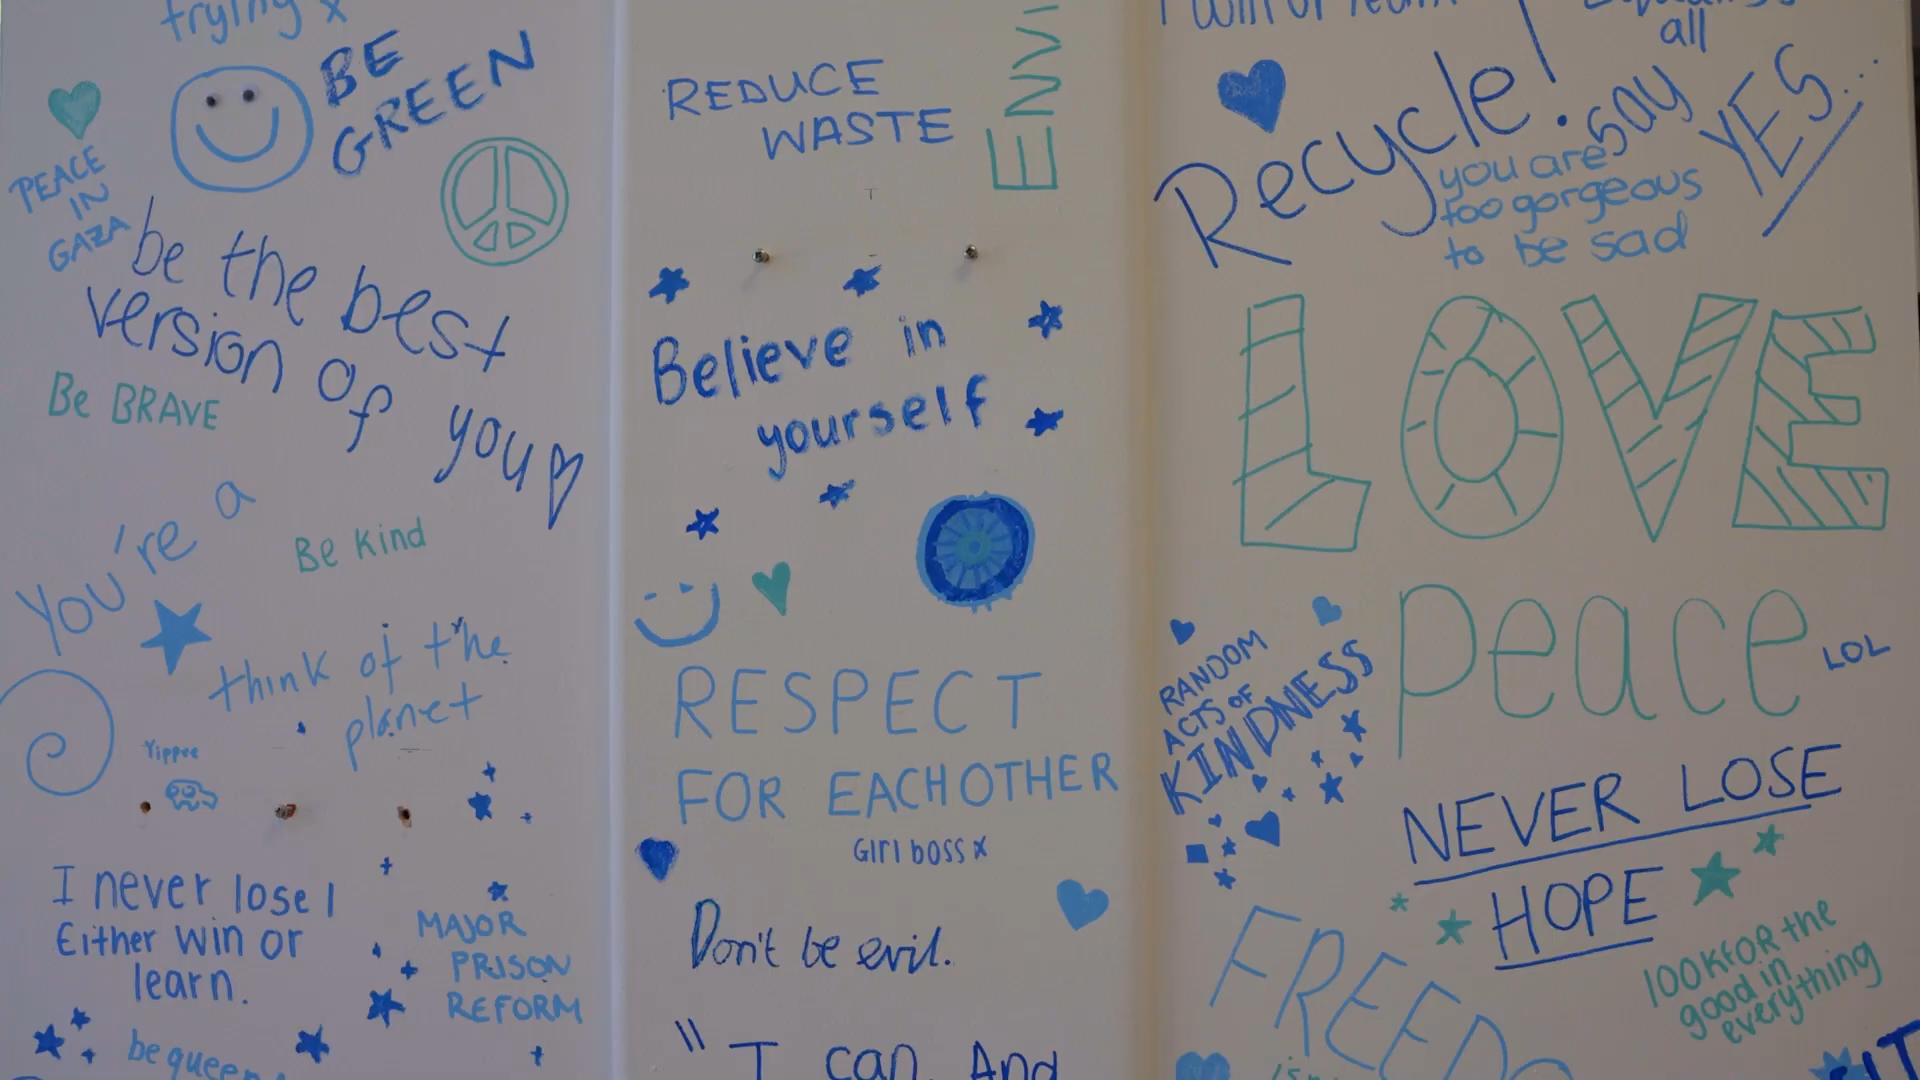 trying x
BE
GREEN
PEACE
IN
GAZA
be the best
version of you
Be BRAVE
You're a
Be Kind
think of the
planet
Yippee
I never lose I
Either win or
learn.
MAJOR
PRISON
REFORM
REDUCE
WASTE
Believe in
yourself
RESPECT
FOR EACH OTHER
Girl boss x
Don't be evil.
"I can. And
all
Recycle!
say
YES...
you are
too gorgeous
to be sad
LOVE
peace
LOL
RANDOM
ACTS OF
KINDNESS
NEVER LOSE
HOPE
LOOK FOR the
good in
everything